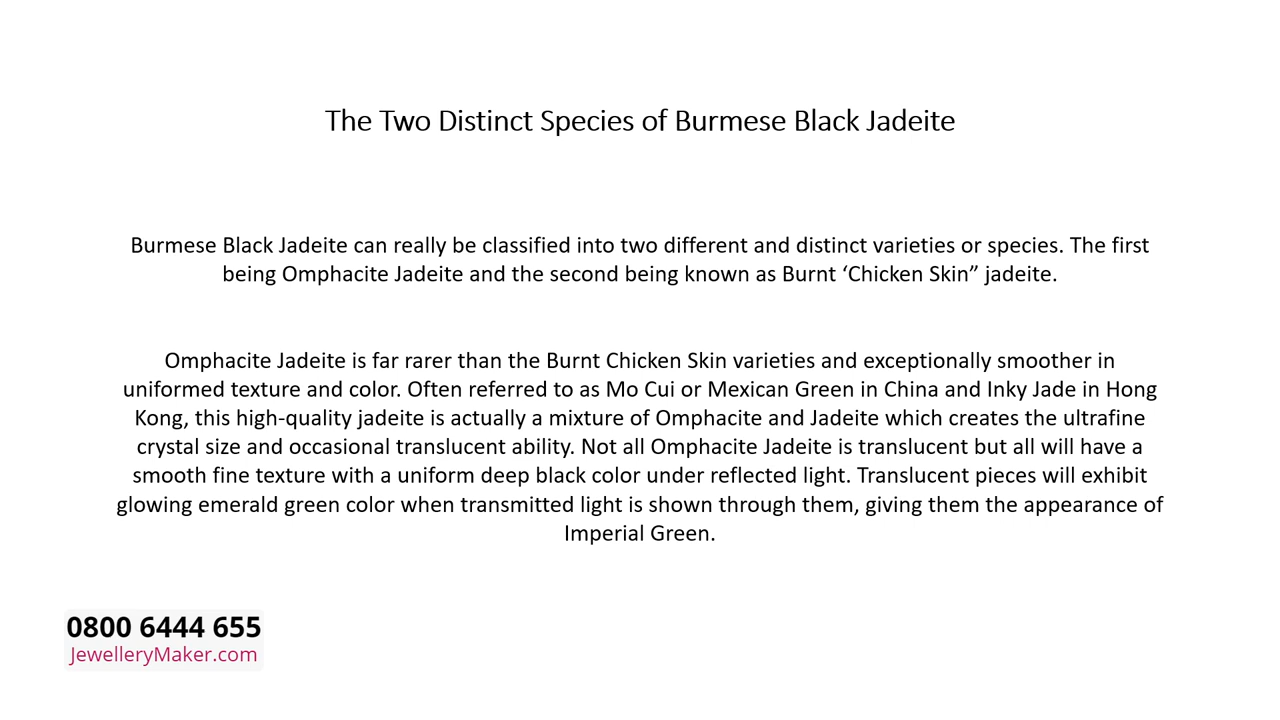 The Two Distinct Species of Burmese Black Jadeite
Burmese Black Jadeite can really be classified into two different and distinct varieties or species. The first
being Omphacite Jadeite and the second being known as Burnt ‘Chicken Skin” jadeite.
Omphacite Jadeite is far rarer than the Burnt Chicken Skin varieties and exceptionally smoother in
uniformed texture and color. Often referred to as Mo Cui or Mexican Green in China and Inky Jade in Hong
Kong, this high-quality jadeite is actually a mixture of Omphacite and Jadeite which creates the ultrafine
crystal size and occasional translucent ability. Not all Omphacite Jadeite is translucent but all will have a
smooth fine texture with a uniform deep black color under reflected light. Translucent pieces will exhibit
glowing emerald green color when transmitted light is shown through them, giving them the appearance of
Imperial Green.
0800 6444 655
JewelleryMaker.com